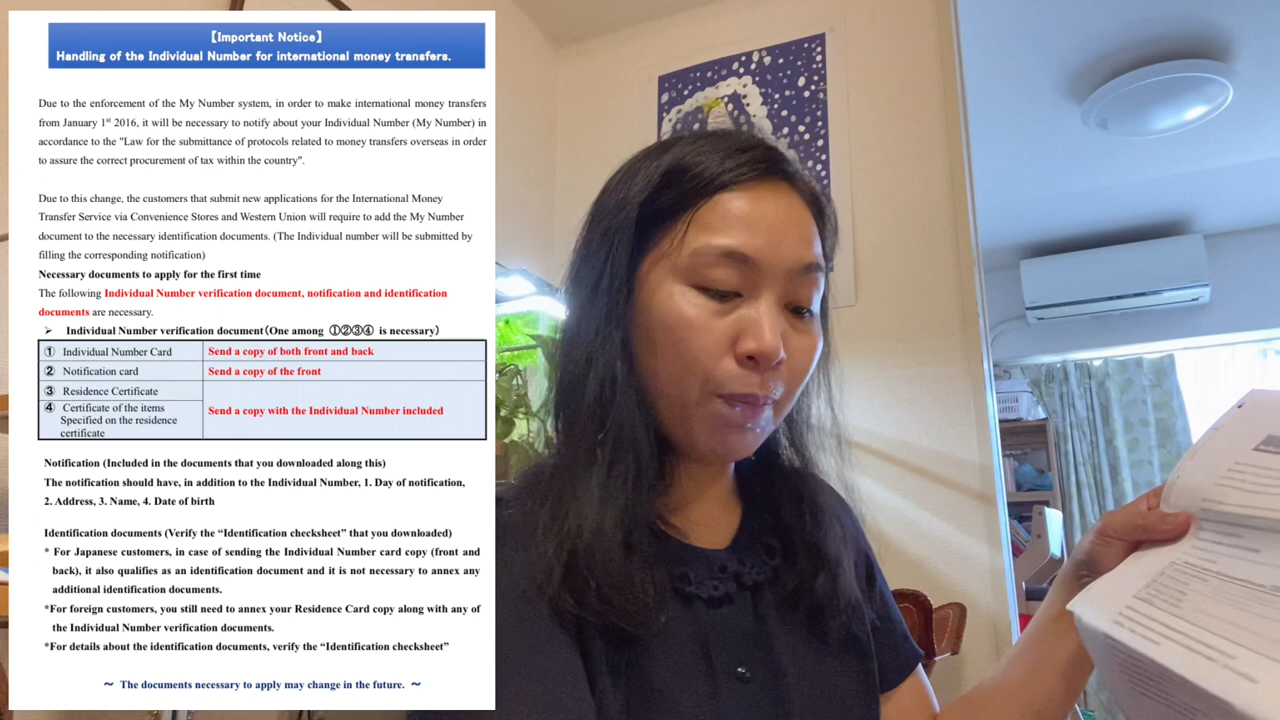 【Important Notice】
Handling of the Individual Number for international money transfers.
Due to the enforcement of the My Number system, in order to make international money transfers
from January 1st 2016, it will be necessary to notify about your Individual Number (My Number) in
accordance to the "Law for the submittance of protocols related to money transfers overseas in order
to assure the correct procurement of tax within the country".
Due to this change, the customers that submit new applications for the International Money
Transfer Service via Convenience Stores and Western Union will require to add the My Number
document to the necessary identification documents. (The Individual number will be submitted by
filling the corresponding notification)
Necessary documents to apply for the first time
The following Individual Number verification document, notification and identification
documents are necessary.
➢ Individual Number verification document(One among ①②③④ is necessary)
① Individual Number Card Send a copy of both front and back
② Notification card Send a copy of the front
③ Residence Certificate
④ Certificate of the items
Specified on the residence
certificate
Send a copy with the Individual Number included
Notification (Included in the documents that you downloaded along this)
The notification should have, in addition to the Individual Number, 1. Day of notification,
2. Address, 3. Name, 4. Date of birth
Identification documents (Verify the “Identification checksheet” that you downloaded)
* For Japanese customers, in case of sending the Individual Number card copy (front and
back), it also qualifies as an identification document and it is not necessary to annex any
additional identification documents.
*For foreign customers, you still need to annex your Residence Card copy along with any of
the Individual Number verification documents.
*For details about the identification documents, verify the “Identification checksheet”
～ The documents necessary to apply may change in the future. ～